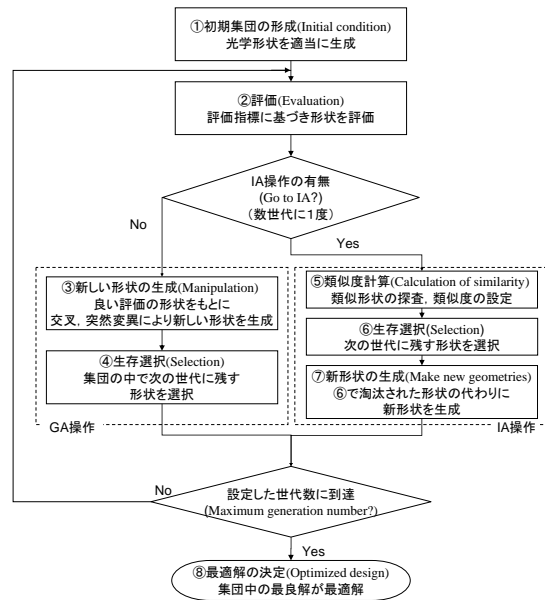 ①初期集団の形成(Initial condition)
光学形状を適当に生成
②評価(Evaluation)
評価指標に基づき形状を評価
IA操作の有無
(Go to IA?)
(数世代に1度)
No
Yes
③新しい形状の生成(Manipulation)
良い評価の形状をもとに
交叉，突然変異により新しい形状を生成
④生存選択(Selection)
集団の中で次の世代に残す
形状を選択
GA操作
⑤類似度計算(Calculation of similarity)
類似形状の探査，類似度の設定
⑥生存選択(Selection)
次の世代に残す形状を選択
⑦新形状の生成(Make new geometries)
⑥で淘汰された形状の代わりに
新形状を生成
IA操作
No
設定した世代数に到達
(Maximum generation number?)
Yes
⑧最適解の決定(Optimized design)
集団中の最良解が最適解